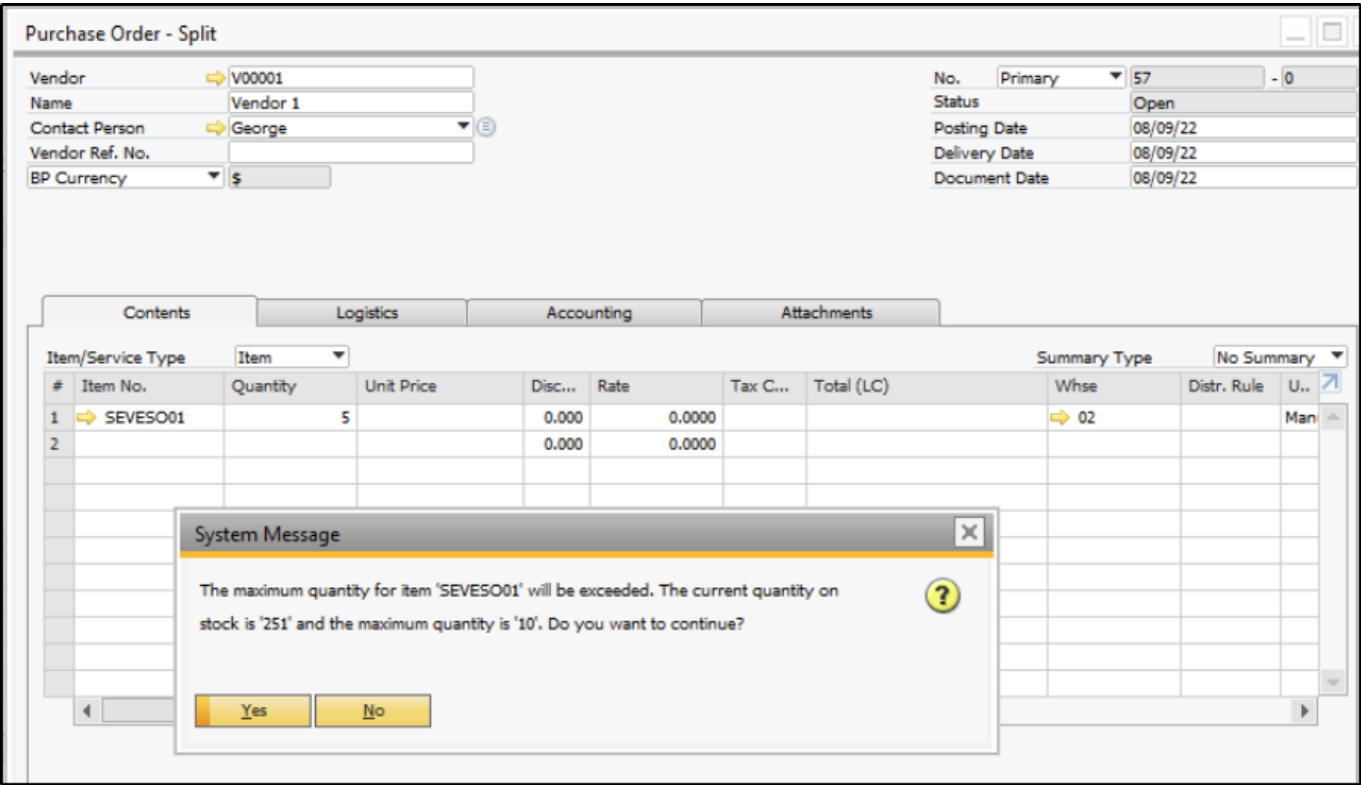 Purchase Order - Split
Vendor V00001 No. Primary 57 - 0
Name Vendor 1 Status Open
Contact Person George Posting Date 08/09/22
Vendor Ref. No. Delivery Date 08/09/22
BP Currency $ Document Date 08/09/22
Contents Logistics Accounting Attachments
Item/Service Type Item Summary Type No Summary
# Item No. Quantity Unit Price Disc... Rate Tax C... Total (LC) Whse Distr. Rule U..
1 SEVESO01 5 0.000 0.0000 02 Man
2 0.000 0.0000
System Message
The maximum quantity for item 'SEVESO01' will be exceeded. The current quantity on
stock is '251' and the maximum quantity is '10'. Do you want to continue?
?
Yes No